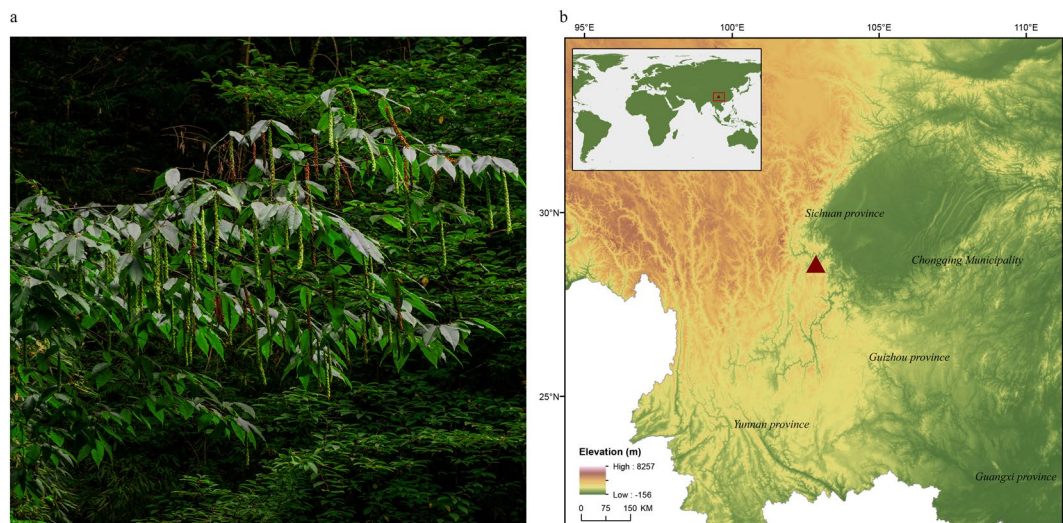 a
b
95°E
100°E
105°E
110°E
30°N
Sichuan province
Chongqing Municipality
Guizhou province
25°N
Yunnan province
Elevation (m)
High : 8257
Low : -156
0 75 150 KM
Guangxi province